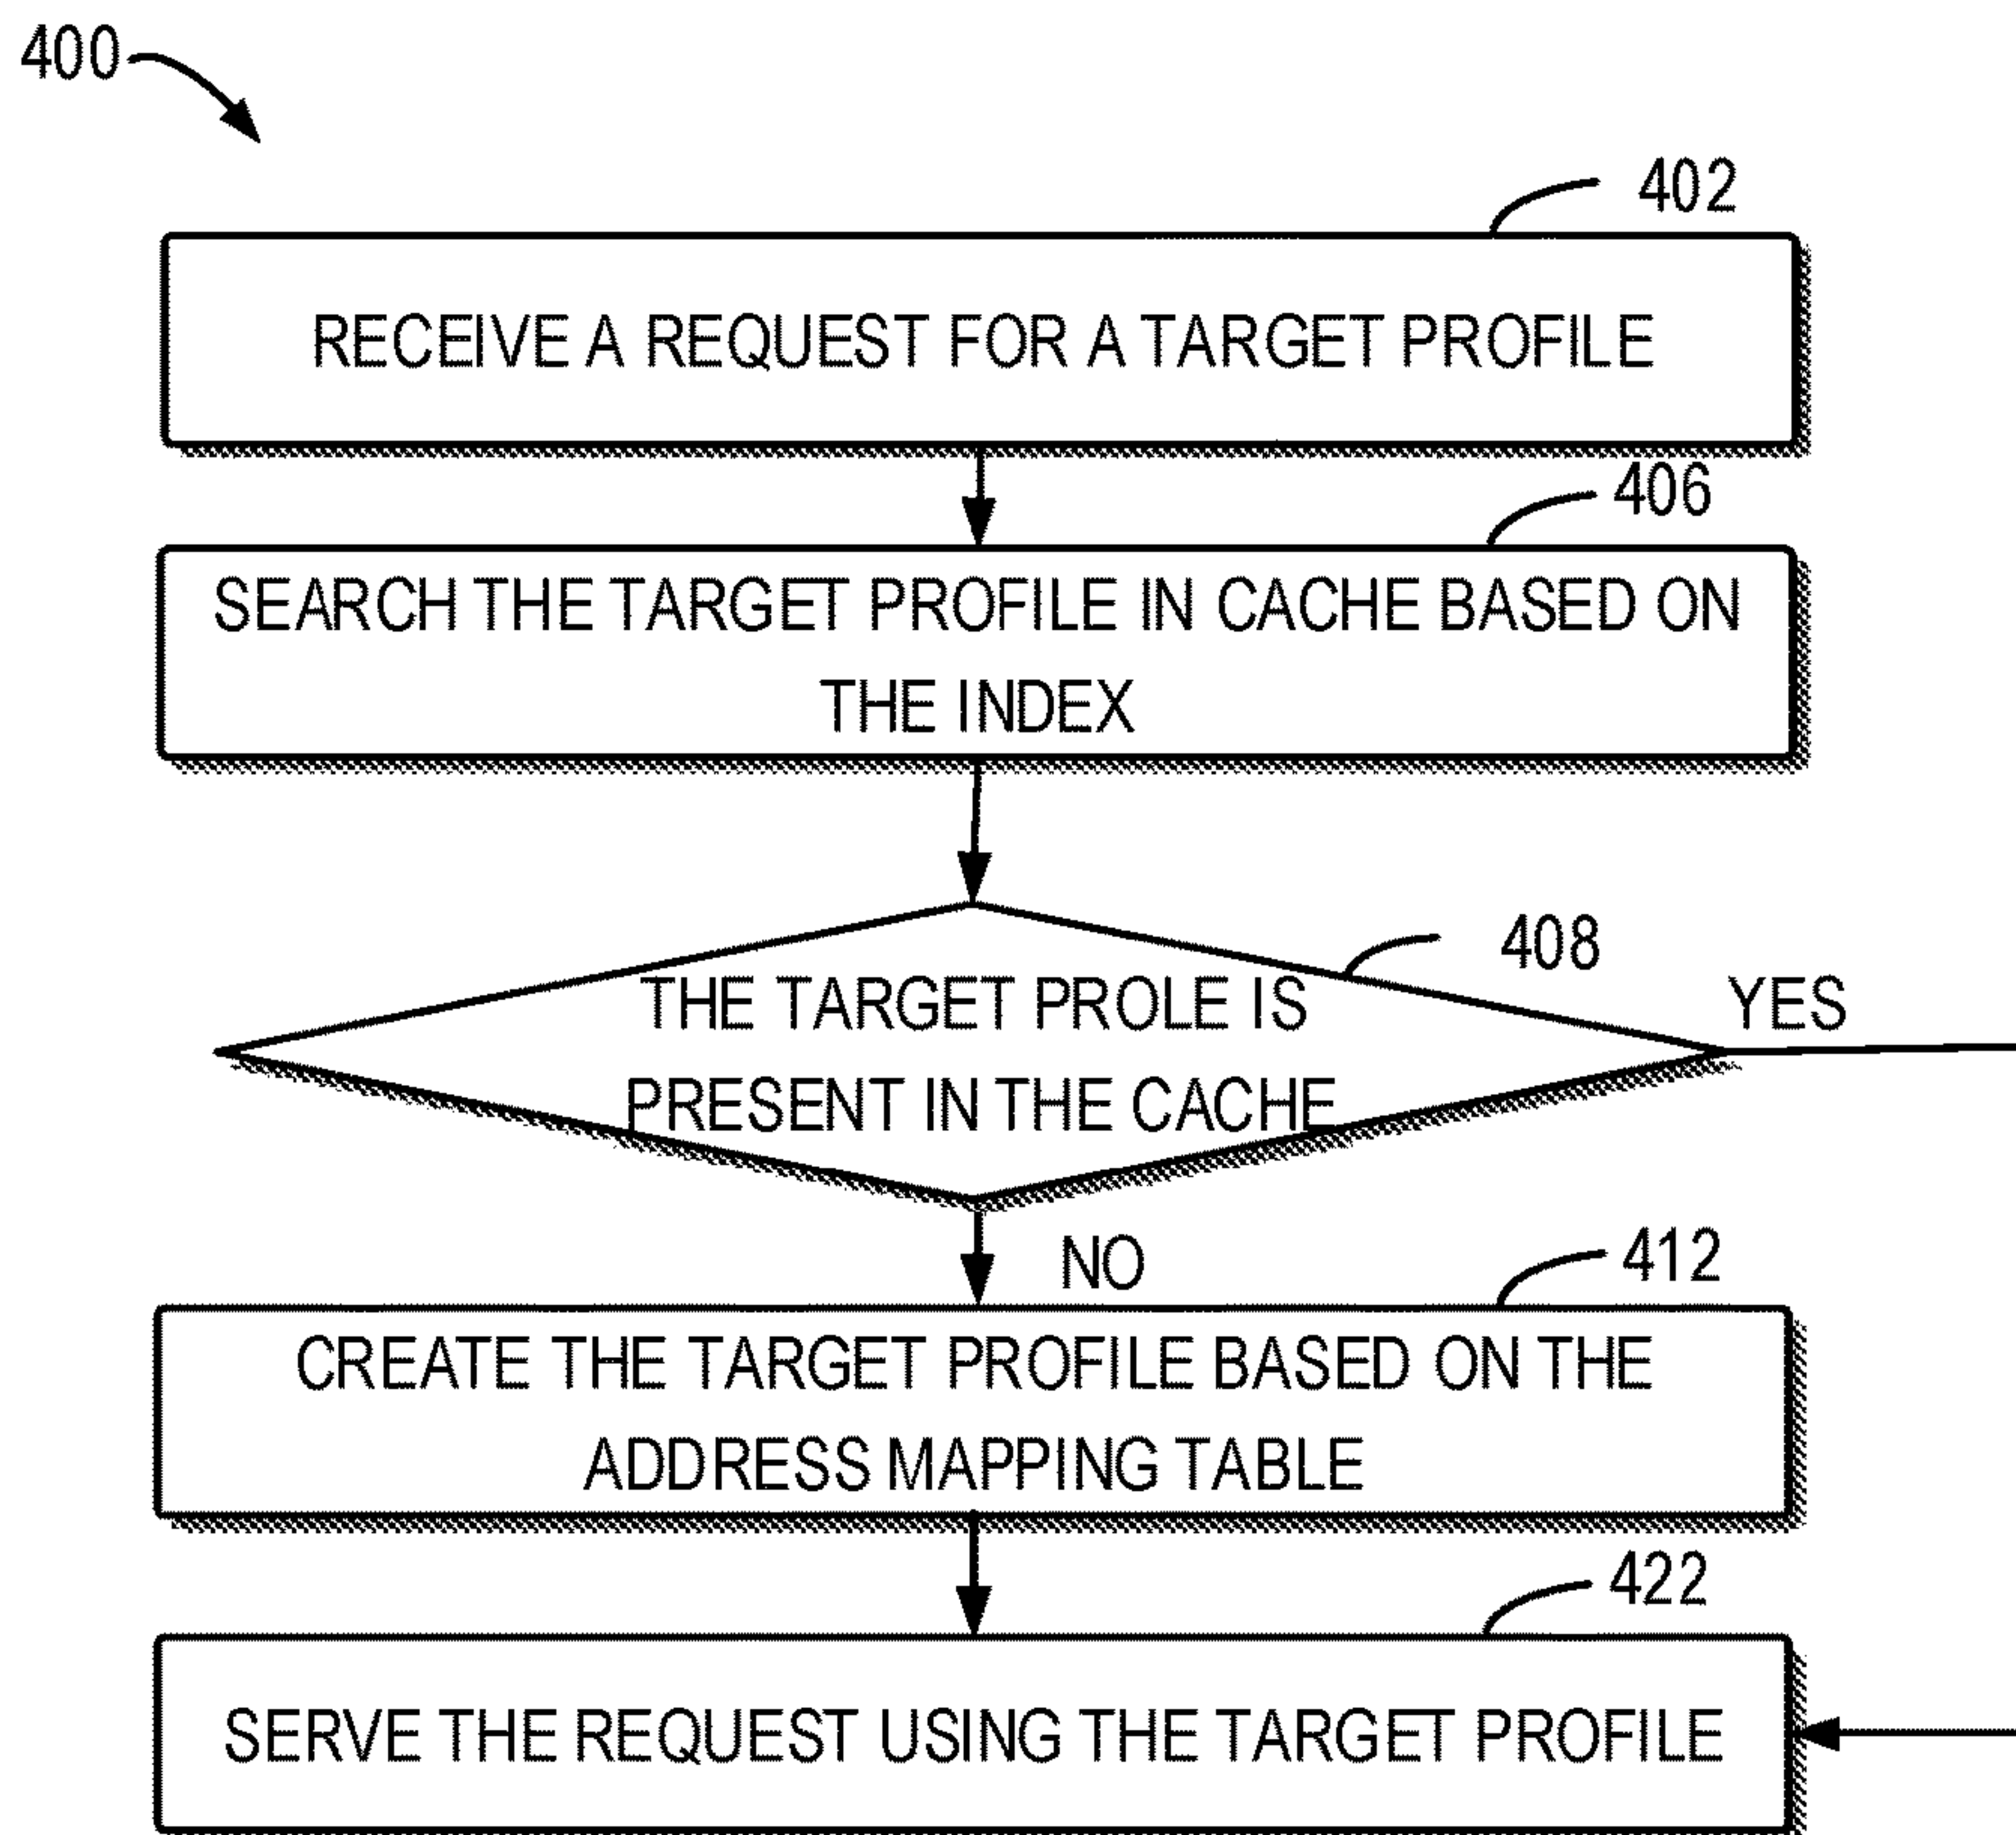 400
402
RECEIVE A REQUEST FOR A TARGET PROFILE
406
SEARCH THE TARGET PROFILE IN CACHE BASED ON
THE INDEX
408
THE TARGET PROLE IS
PRESENT IN THE CACHE
YES
NO
412
CREATE THE TARGET PROFILE BASED ON THE
ADDRESS MAPPING TABLE
422
SERVE THE REQUEST USING THE TARGET PROFILE